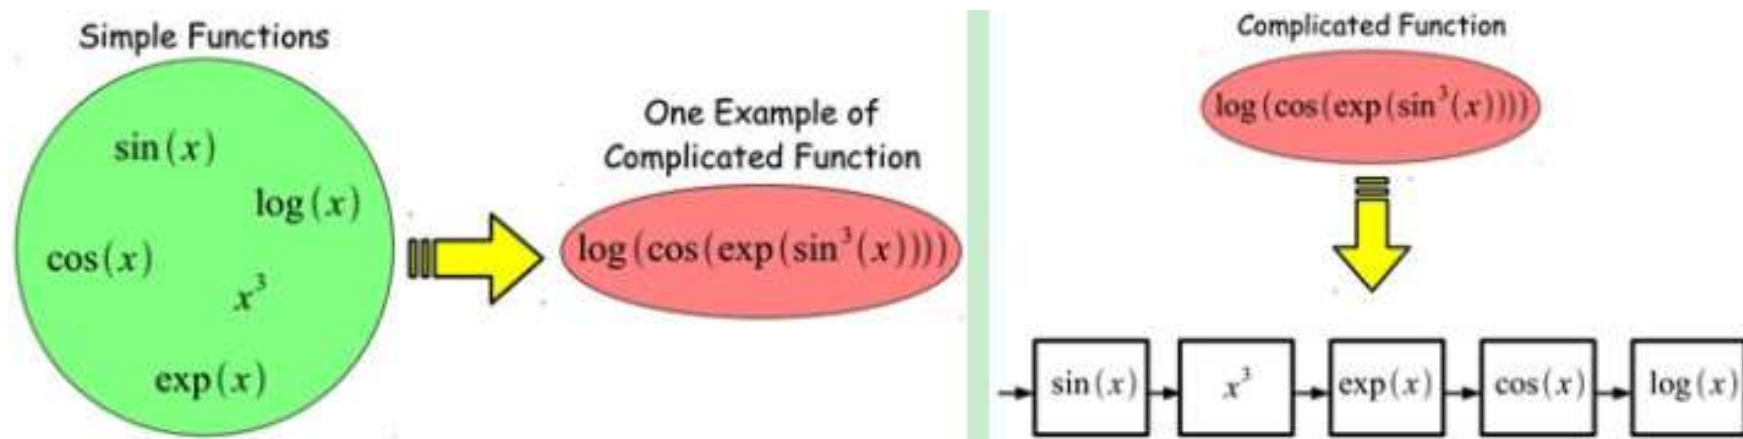 Simple Functions
sin(x)
log(x)
cos(x)
x³
exp(x)
One Example of
Complicated Function
log(cos(exp(sin³(x))))
Complicated Function
log(cos(exp(sin³(x))))
sin(x) x³ exp(x) cos(x) log(x)